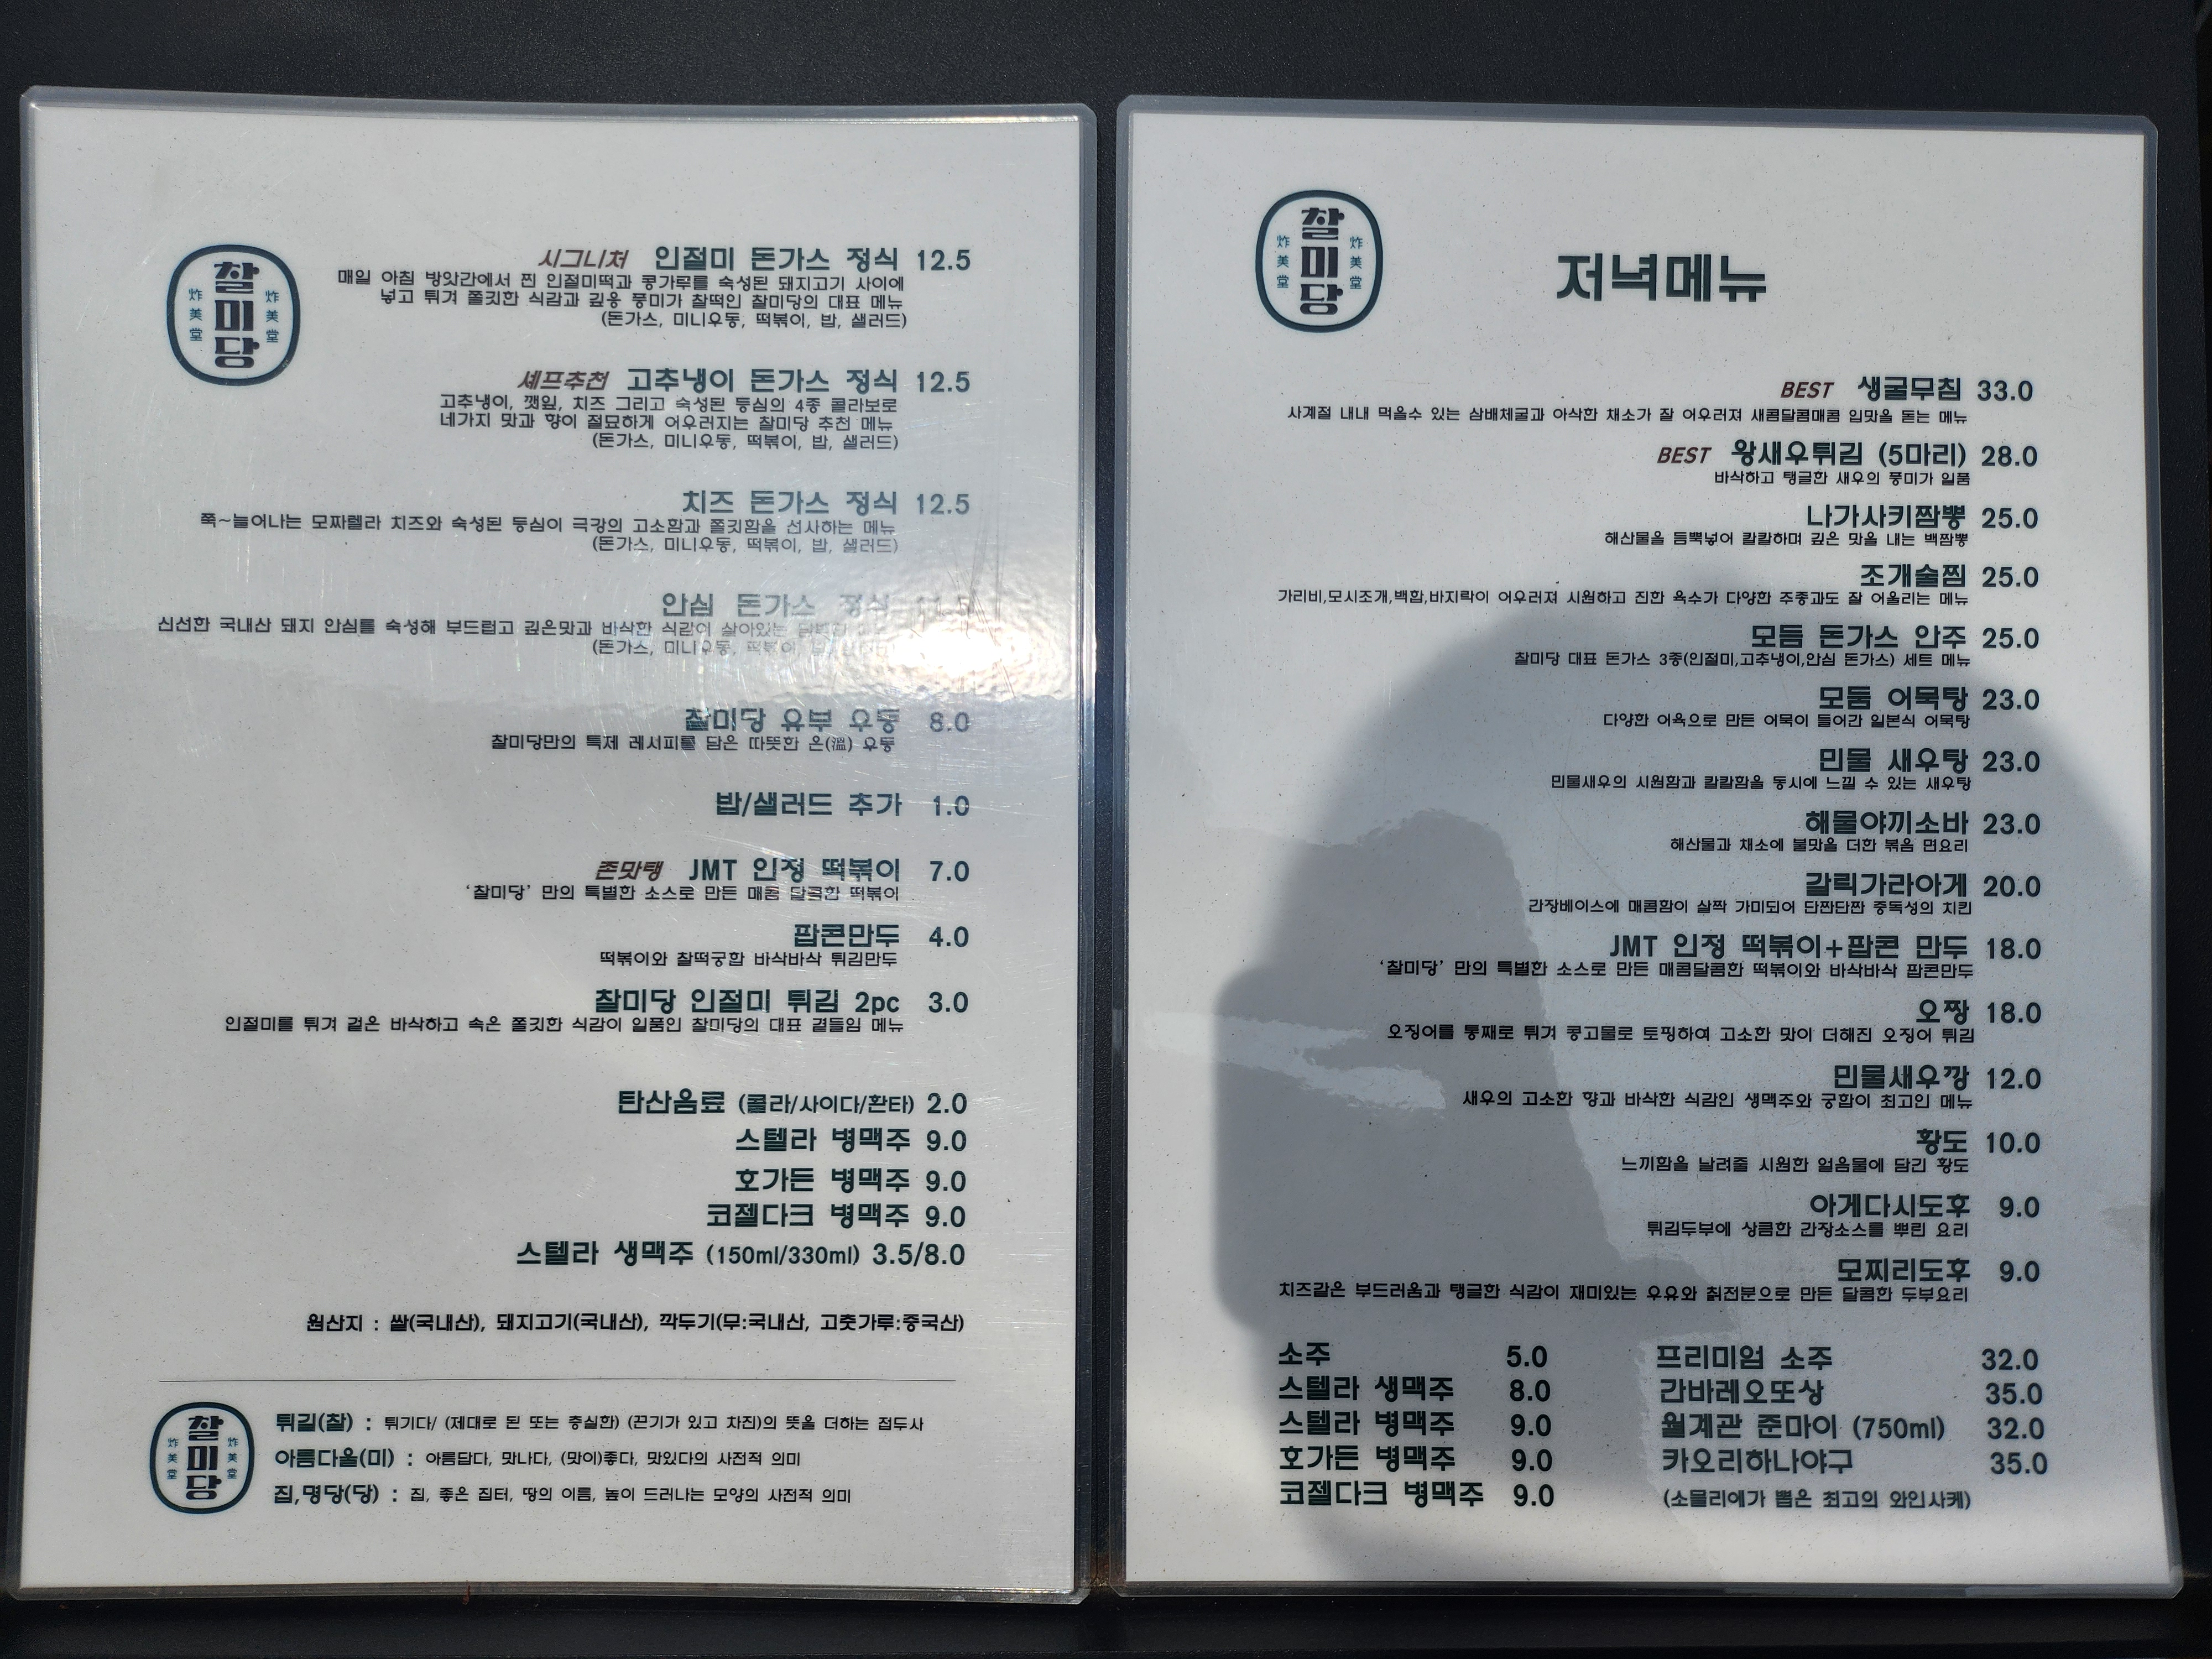 찰미당
炸美堂
炸美堂
시그니처 인절미 돈가스 정식 12.5
매일 아침 방앗간에서 찐 인절미떡과 콩가루를 숙성된 돼지고기 사이에
넣고 튀겨 쫄깃한 식감과 깊응 풍미가 찰떡인 찰미당의 대표 메뉴
(돈가스, 미니우동, 떡볶이, 밥, 샐러드)
셰프추천 고추냉이 돈가스 정식 12.5
고추냉이, 깻잎, 치즈 그리고 숙성된 등심의 4종 콜라보로
네가지 맛과 향이 절묘하게 어우러지는 찰미당 추천 메뉴
(돈가스, 미니우동, 떡볶이, 밥, 샐러드)
치즈 돈가스 정식 12.5
쭉~늘어나는 모짜렐라 치즈와 숙성된 등심이 극강의 고소함과 쫄깃함을 선사하는 메뉴
(돈가스, 미니우동, 떡볶이, 밥, 샐러드)
안심 돈가스 정식
신선한 국내산 돼지 안심을 숙성해 부드럽고 깊은맛과 바삭한 식감이 살아있는
(돈가스, 미니우동, 떡볶이,
찰미당 유부 우동 8.0
찰미당만의 특제 레시피를 담은 따뜻한 온(溫) 우동
밥/샐러드 추가 1.0
존맛탱 JMT 인정 떡볶이 7.0
‘찰미당’ 만의 특별한 소스로 만든 매콤 달콤한 떡볶이
팝콘만두 4.0
떡볶이와 찰떡궁합 바삭바삭 튀김만두
찰미당 인절미 튀김 2pc 3.0
인절미를 튀겨 겉은 바삭하고 속은 쫄깃한 식감이 일품인 찰미당의 대표 곁들임 메뉴
탄산음료 (콜라/사이다/환타) 2.0
스텔라 병맥주 9.0
호가든 병맥주 9.0
코젤다크 병맥주 9.0
스텔라 생맥주 (150ml/330ml) 3.5/8.0
원산지 : 쌀(국내산), 돼지고기(국내산), 깍두기(무:국내산, 고춧가루:중국산)
찰미당
炸美堂
炸美堂
튀길(찰) : 튀기다/ (제대로 된 또는 충실한) (끈기가 있고 차진)의 뜻을 더하는 접두사
아름다울(미) : 아름답다, 맛나다, (맛이)좋다, 맛있다의 사전적 의미
집,명당(당) : 집, 좋은 집터, 땅의 이름, 높이 드러나는 모양의 사전적 의미
찰미당
炸美堂
炸美堂
저녁메뉴
BEST 생굴무침 33.0
사계절 내내 먹을수 있는 삼배체굴과 아삭한 채소가 잘 어우러져 새콤달콤매콤 입맛을 돋는 메뉴
BEST 왕새우튀김 (5마리) 28.0
바삭하고 탱글한 새우의 풍미가 일품
나가사키짬뽕 25.0
해산물을 듬뿍넣어 칼칼하며 깊은 맛을 내는 백짬뽕
조개술찜 25.0
가리비,모시조개,백합,바지락이 어우러져 시원하고 진한 육수가 다양한 주종과도 잘 어울리는 메뉴
모듬 돈가스 안주 25.0
찰미당 대표 돈가스 3종(인절미,고추냉이,안심 돈가스) 세트 메뉴
모둠 어묵탕 23.0
다양한 어육으로 만든 어묵이 들어간 일본식 어묵탕
민물 새우탕 23.0
민물새우의 시원함과 칼칼함을 동시에 느낄 수 있는 새우탕
해물야끼소바 23.0
해산물과 채소에 불맛을 더한 볶음 면요리
갈릭가라아게 20.0
간장베이스에 매콤함이 살짝 가미되어 단짠단짠 중독성의 치킨
JMT 인정 떡볶이+팝콘 만두 18.0
‘찰미당’ 만의 특별한 소스로 만든 매콤달콤한 떡볶이와 바삭바삭 팝콘만두
오짱 18.0
오징어를 통째로 튀겨 콩고물로 토핑하여 고소한 맛이 더해진 오징어 튀김
민물새우깡 12.0
새우의 고소한 향과 바삭한 식감인 생맥주와 궁합이 최고인 메뉴
황도 10.0
느끼함을 날려줄 시원한 얼음물에 담긴 황도
아게다시도후 9.0
튀김두부에 상큼한 간장소스를 뿌린 요리
모찌리도후 9.0
치즈같은 부드러움과 탱글한 식감이 재미있는 우유와 칡전분으로 만든 달콤한 두부요리
소주 5.0
스텔라 생맥주 8.0
스텔라 병맥주 9.0
호가든 병맥주 9.0
코젤다크 병맥주 9.0
프리미엄 소주 32.0
간바레오또상 35.0
월계관 준마이 (750ml) 32.0
카오리하나야구 35.0
(소믈리에가 뽑은 최고의 와인사케)